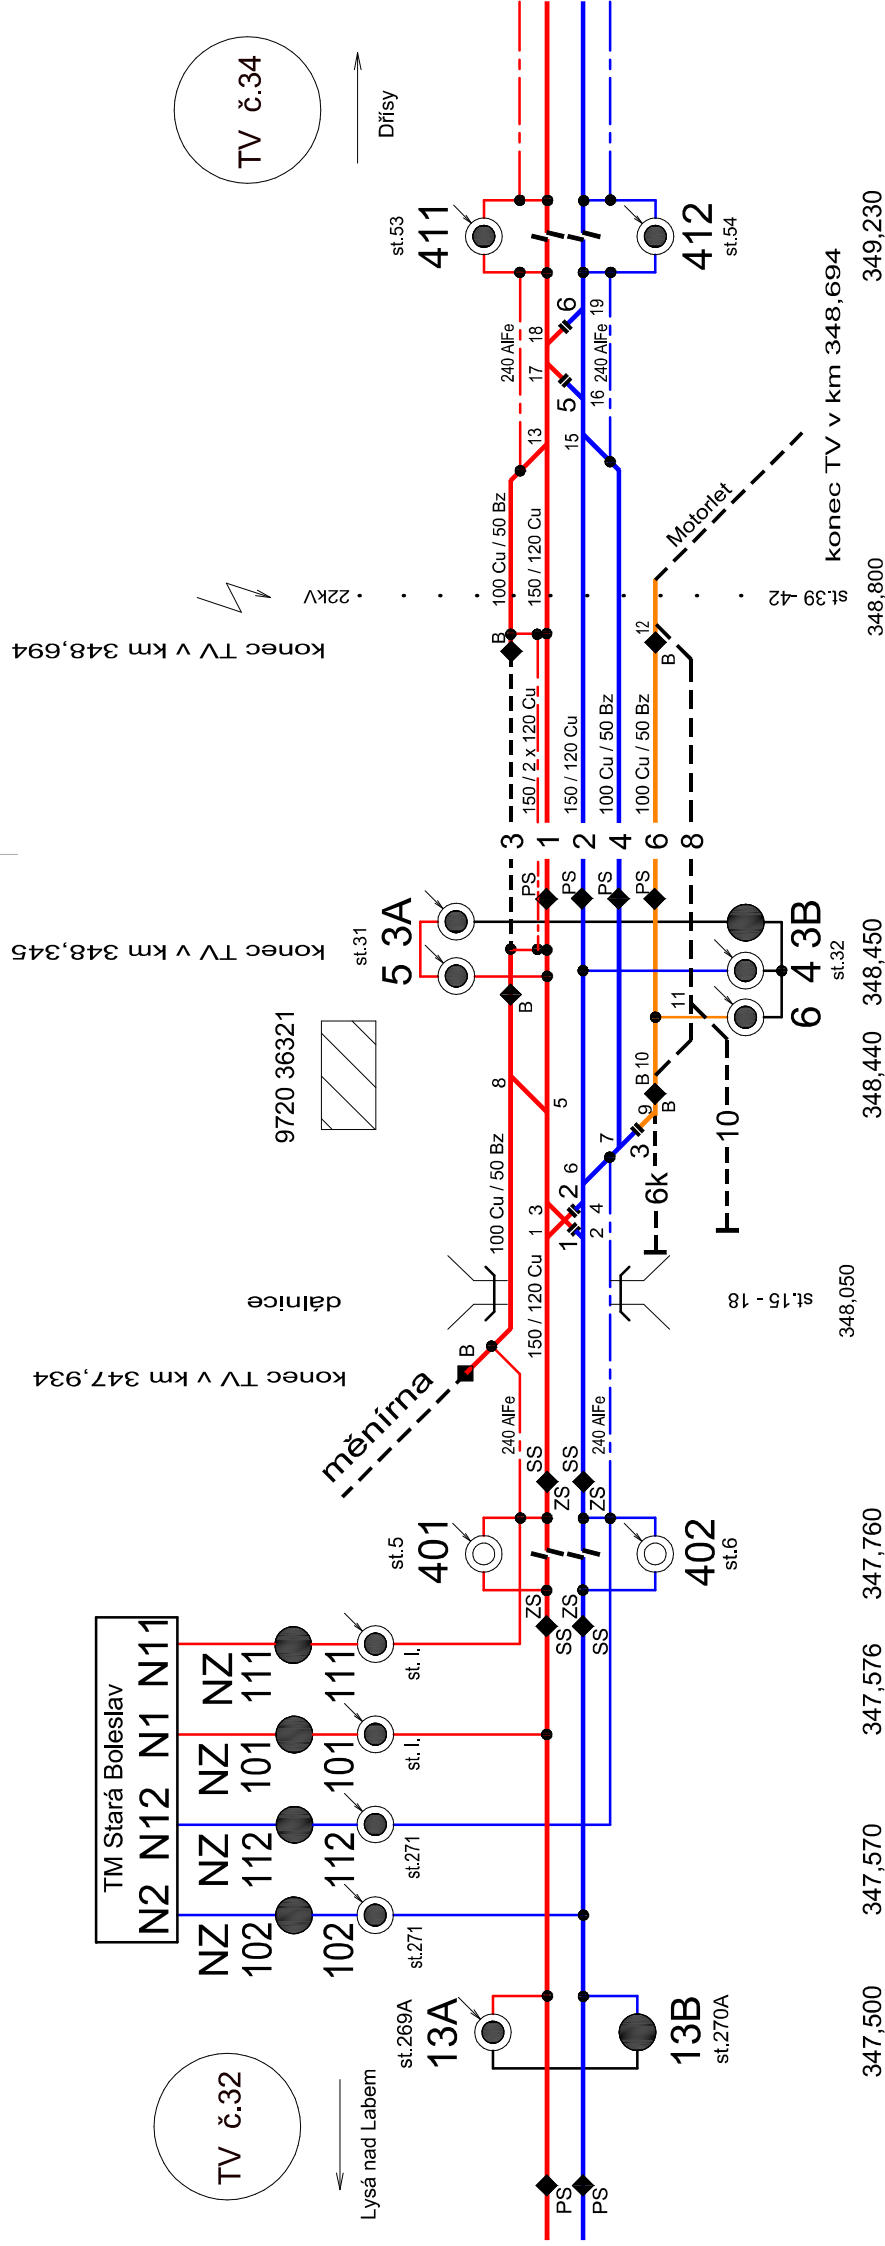 TV č.34
Dřísy
st.53
411
412
st.54
349,230
18
6
19
240 AlFe
17
5
16
240 AlFe
13
15
Motorlet
konec TV v km 348,694
100 Cu / 50 Bz
150 / 120 Cu
22kV
st.39 -42
348,800
konec TV v km 348,694
B
12
B
150 / 2 x 120 Cu
150 / 120 Cu
100 Cu / 50 Bz
100 Cu / 50 Bz
3
1
2
4
6
8
PS
PS
PS
PS
5 3A
st.31
6 4 3B
st.32
konec TV v km 348,345
348,450
B
11
9720 36321
348,440
8
5
B 10
B
9
10
3
7
6
6k
100 Cu / 50 Bz
3
1
2
4
1
2
150 / 120 Cu
dálnice
st.15 - 18
348,050
konec TV v km 347,934
B
měnírna
240 AlFe
240 AlFe
SS
SS
ZS
ZS
st.5
401
402
st.6
347,760
ZS
ZS
SS
SS
TM Stará Boleslav
N2 N12 N1 N11
NZ
111
111
st. I.
347,576
NZ
101
101
st. I.
NZ
112
112
st.271
347,570
NZ
102
102
st.271
st.269A
13A
13B
st.270A
347,500
TV č.32
Lysá nad Labem
PS
PS